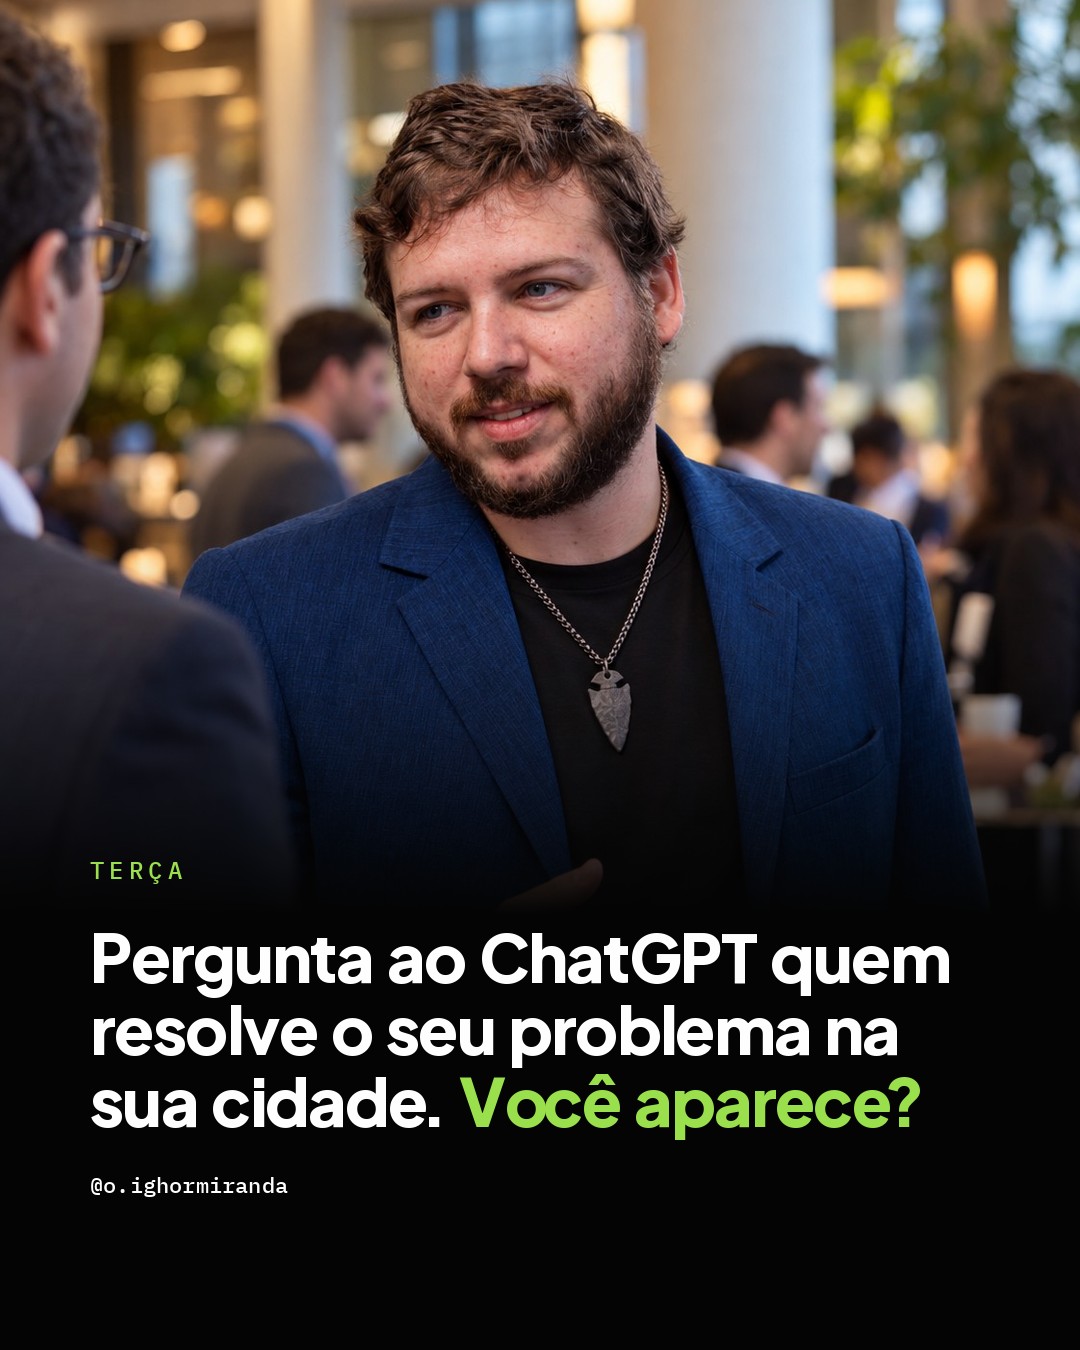 TERÇA
Pergunta ao ChatGPT quem
resolve o seu problema na
sua cidade. Você aparece?
@o.ighormiranda